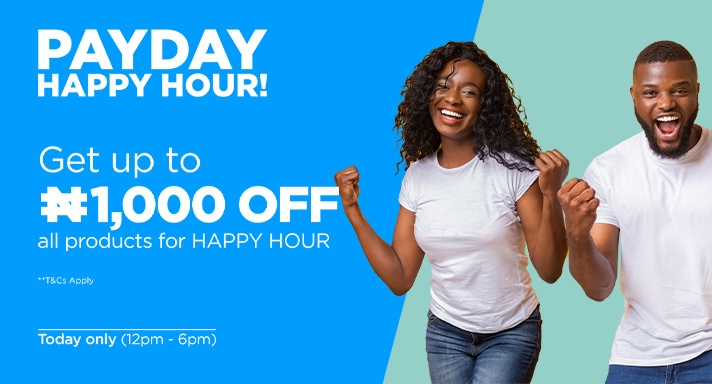 PAYDAY
HAPPY HOUR!
Get up to
₦1,000 OFF
all products for HAPPY HOUR
**T&Cs Apply
Today only (12pm - 6pm)